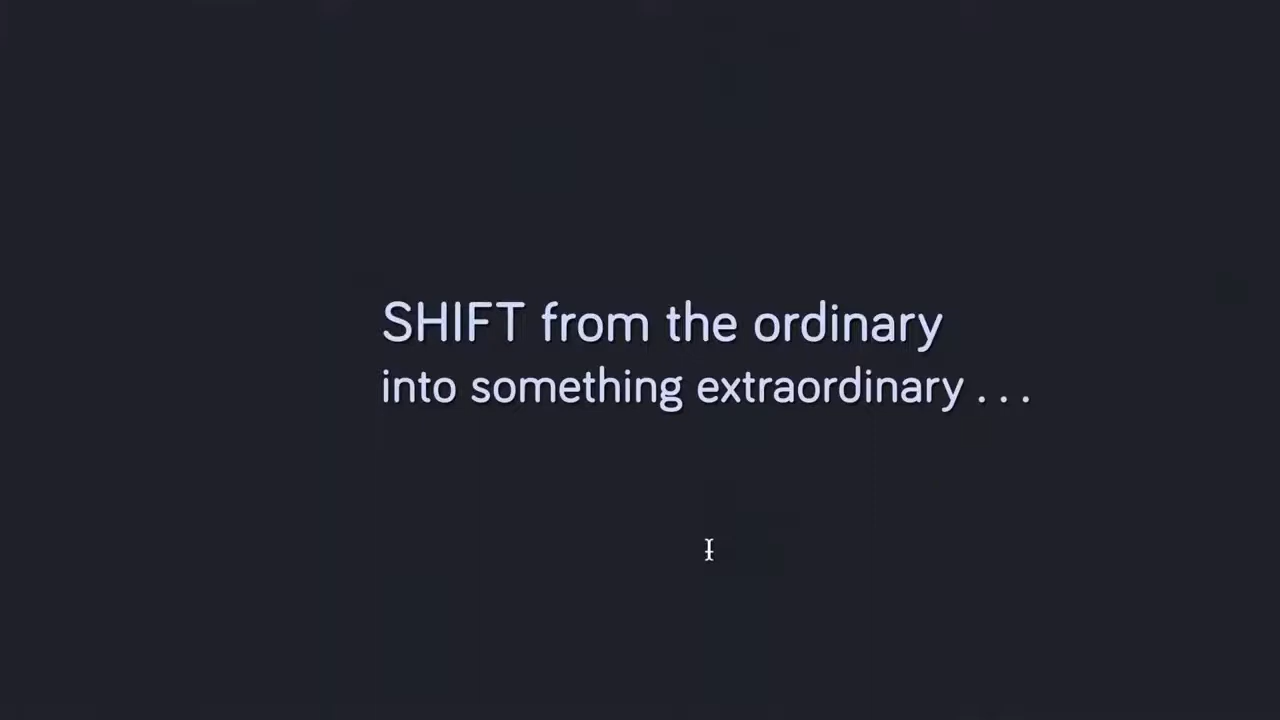 SHIFT from the ordinary
into something extraordinary . . .